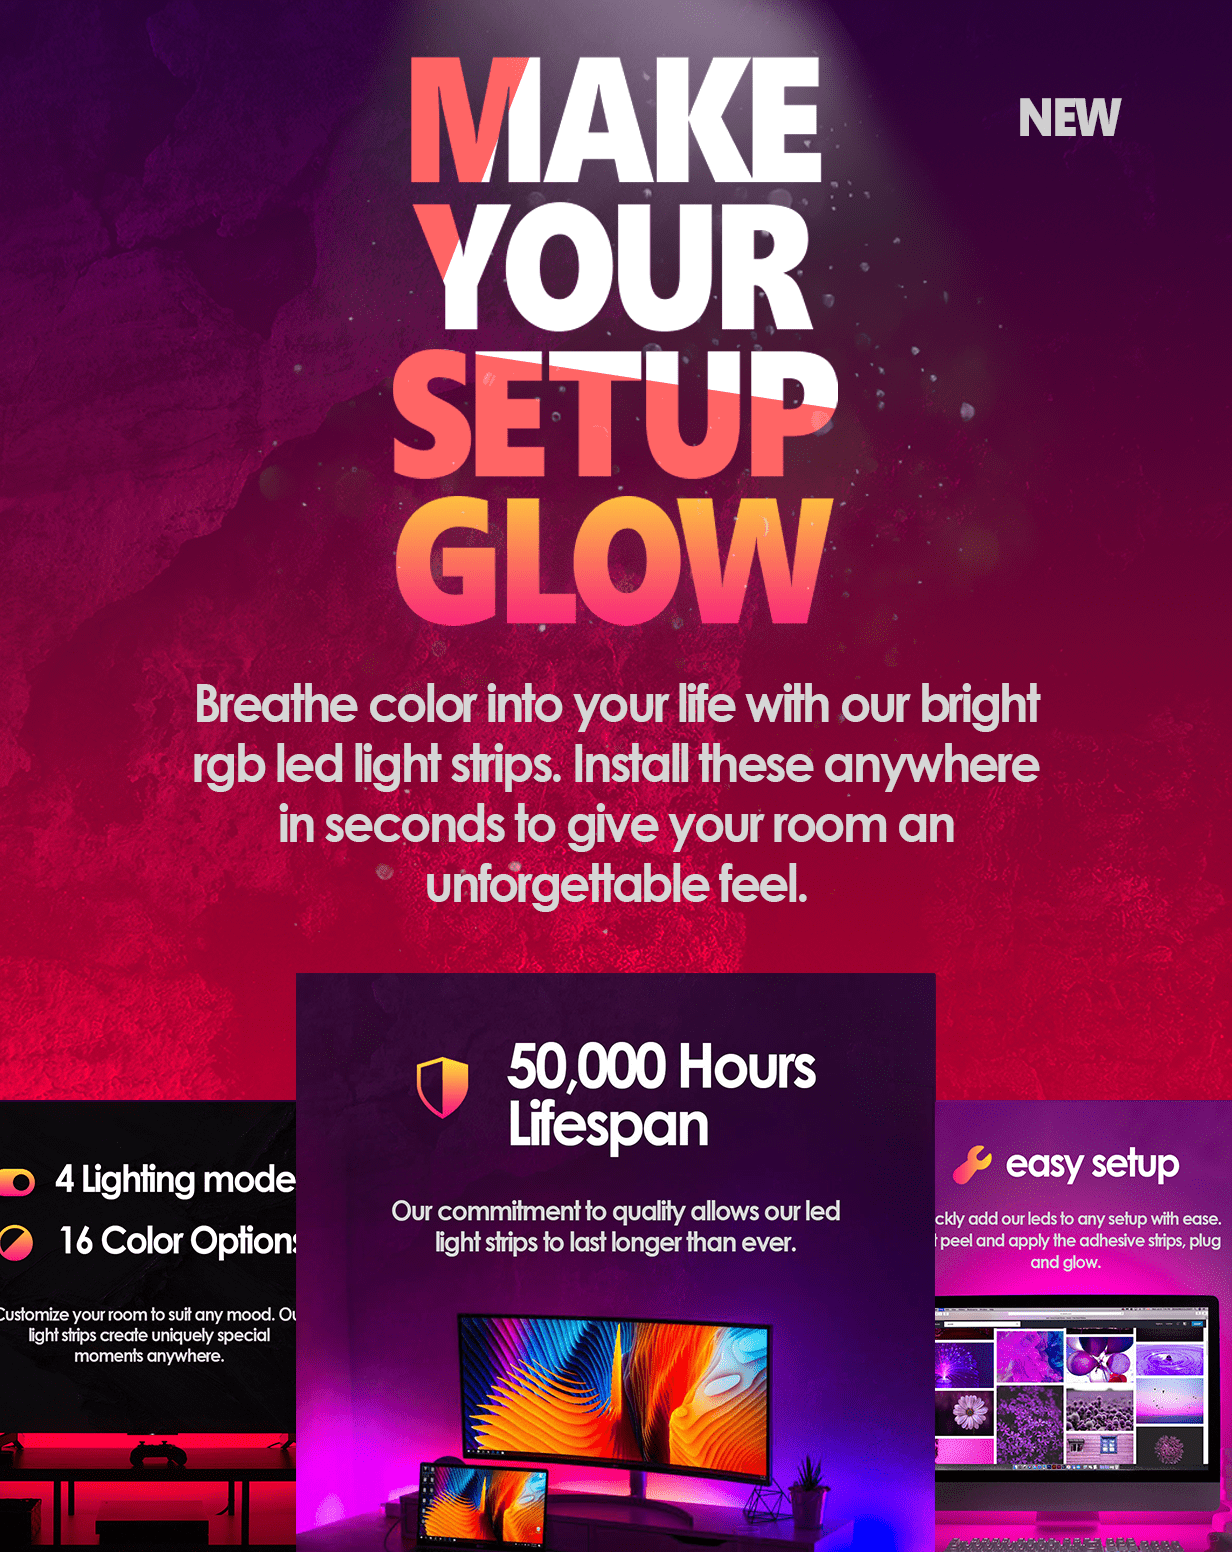 MAKE
YOUR
SETUP
GLOW
NEW
Breathe color into your life with our bright
rgb led light strips. Install these anywhere
in seconds to give your room an
unforgettable feel.
50,000 Hours
Lifespan
Our commitment to quality allows our led
light strips to last longer than ever.
4 Lighting mode
16 Color Options
Customize your room to suit any mood. Ou
light strips create uniquely special
moments anywhere.
easy setup
ckly add our leds to any setup with ease.
t peel and apply the adhesive strips, plug
and glow.